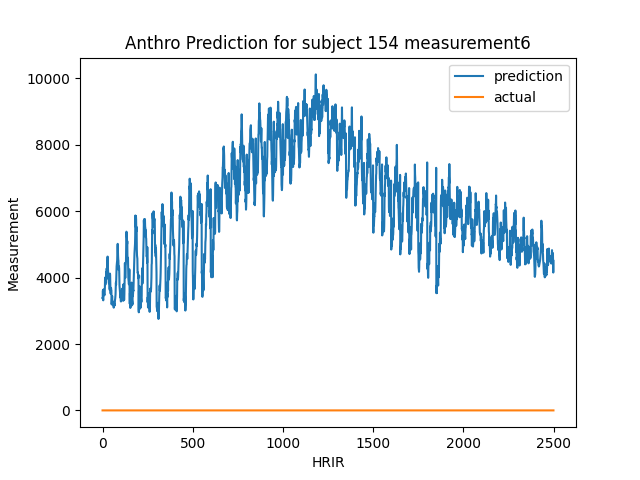 Anthro Prediction for subject 154 measurement6
prediction
actual
10000
8000
6000
4000
2000
0
Measurement
0 500 1000 1500 2000 2500
HRIR